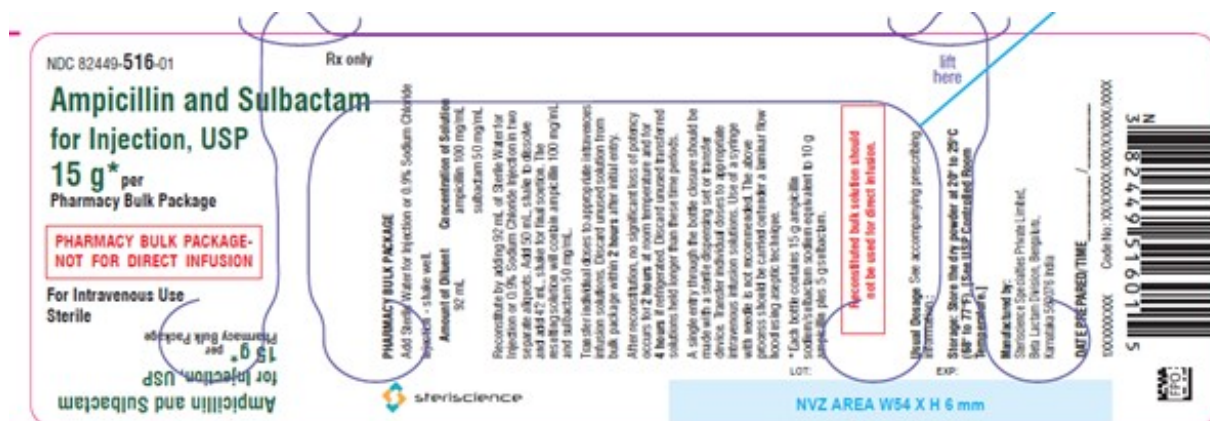 NDC 82449-516-01
Rx only
Ampicillin and Sulbactam
for Injection, USP
15 g* per
Pharmacy Bulk Package
PHARMACY BULK PACKAGE-
NOT FOR DIRECT INFUSION
For Intravenous Use
Sterile
Ampicillin and Sulbactam
for Injection, USP
15 g* per
Pharmacy Bulk Package
steriscience
PHARMACY BULK PACKAGE
Add Sterile Water for Injection or 0.9% Sodium Chloride
Injection - shake well.
Amount of Diluent Concentration of Solution
92 mL ampicillin 100 mg/mL
sulbactam 50 mg/mL
Reconstitute by adding 92 mL of Sterile Water for
Injection or 0.9% Sodium Chloride Injection in two
separate aliquots. Add 50 mL, shake to dissolve
and add 42 mL, shake for final solution. The
resulting solution will contain ampicillin 100 mg/mL
and sulbactam 50 mg/mL.
Transfer individual doses to appropriate intravenous
infusion solutions. Discard unused solution from
bulk package within 2 hours after initial entry.
After reconstitution, no significant loss of potency
occurs for 2 hours at room temperature and for
4 hours if refrigerated. Discard unused transferred
solutions held longer than these time periods.
A single entry through the bottle closure should be
made with a sterile dispensing set or transfer
device. Transfer individual doses to appropriate
intravenous infusion solutions. Use of a syringe
with needle is not recommended. The above
process should be carried out under a laminar flow
hood using aseptic technique.
* Each bottle contains 15 g ampicillin
sodium/sulbactam sodium equivalent to 10 g
ampicillin plus 5 g sulbactam.
Reconstituted bulk solution should
not be used for direct infusion.
lift
here
Usual Dosage See accompanying prescribing
information.
Storage: Store the dry powder at 20° to 25°C
(68° to 77°F). [See USP Controlled Room
Temperature.]
Manufactured by:
Steriscience Specialties Private Limited,
Beta Lactam Division, Bengaluru,
Karnataka 560076 India
DATE PREPARED/TIME ____/____
LOT:
EXP:
NVZ AREA W54 X H 6 mm
N
3 82449 51601 5
FPO